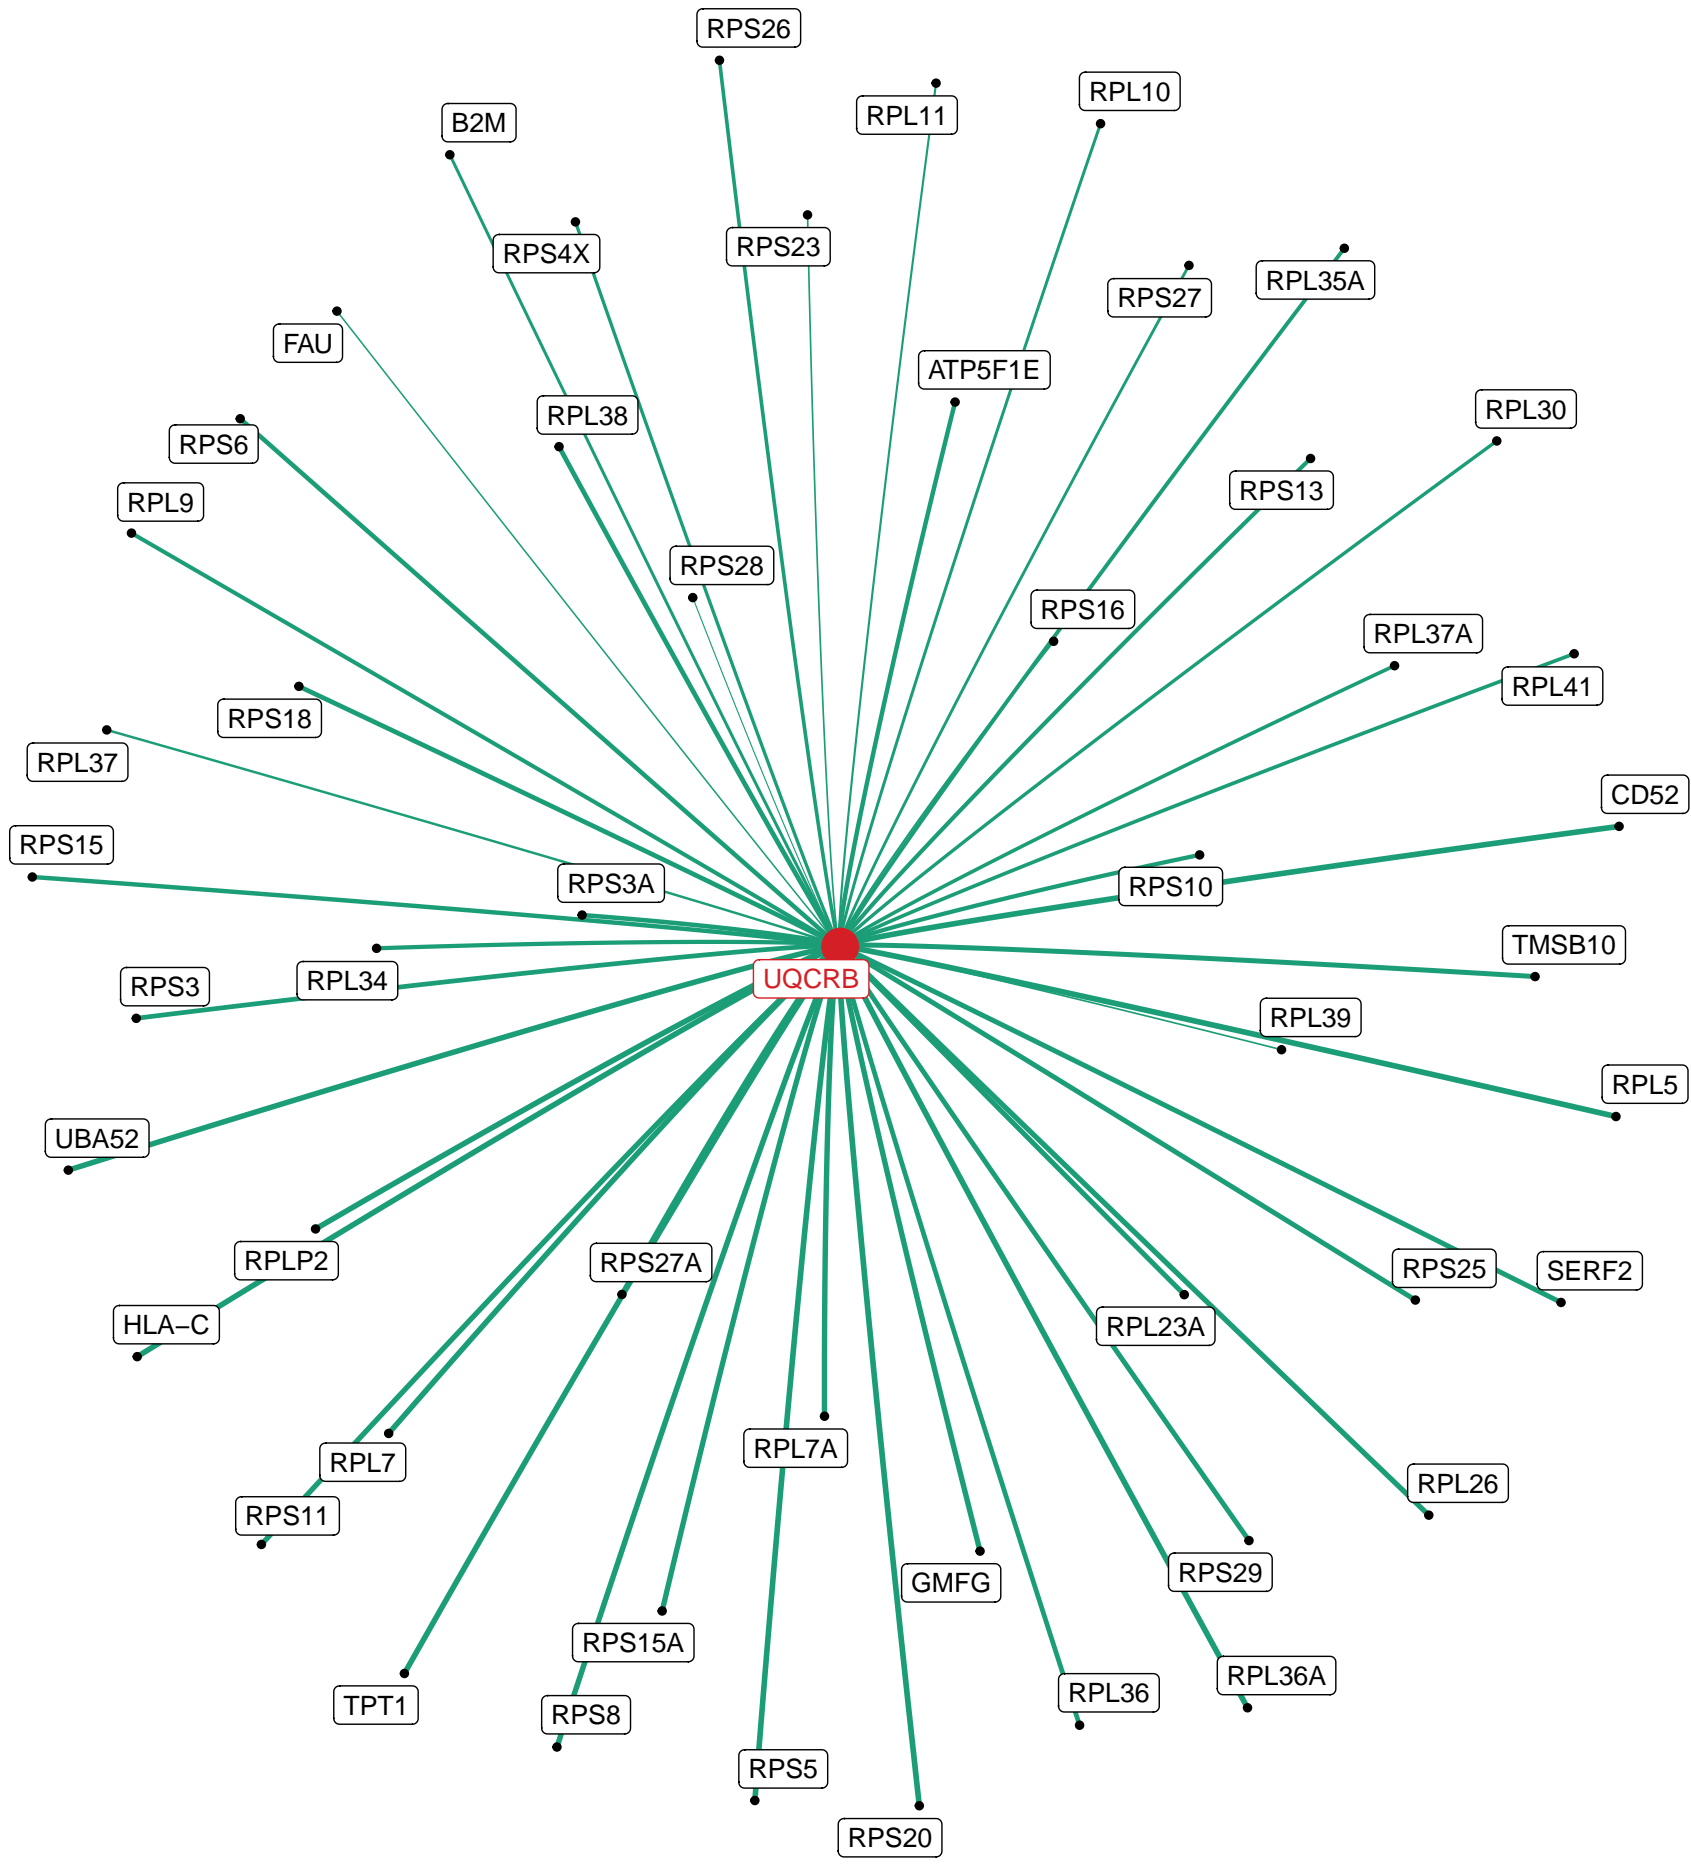 RPS26
RPL10
RPL11
B2M
RPS23
RPS4X
RPL35A
RPS27
FAU
ATP5F1E
RPL30
RPL38
RPS6
RPS13
RPL9
RPS28
RPS16
RPL37A
RPL41
RPS18
RPL37
CD52
RPS15
RPS3A
RPS10
TMSB10
UQCRB
RPL34
RPS3
RPL39
RPL5
UBA52
RPLP2
RPS27A
RPS25
SERF2
HLA−C
RPL23A
RPL7A
RPL7
RPL26
RPS11
RPS29
GMFG
RPS15A
RPL36A
RPL36
TPT1
RPS8
RPS5
RPS20